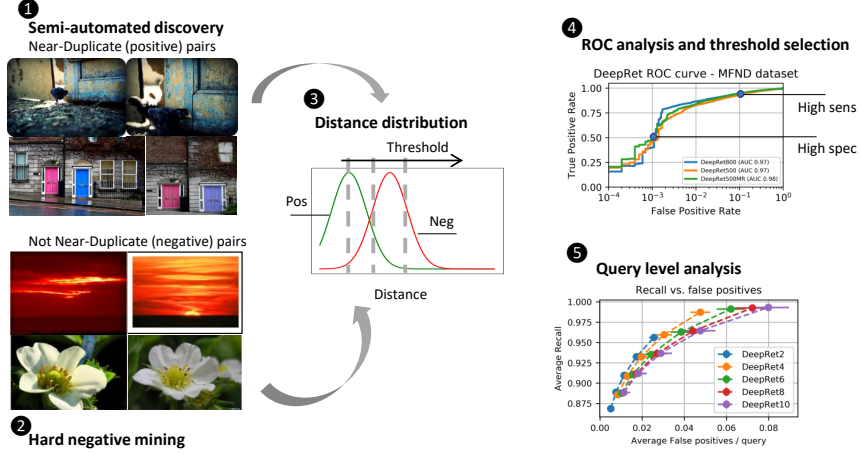 1
Semi-automated discovery
Near-Duplicate (positive) pairs
Not Near-Duplicate (negative) pairs
2
Hard negative mining
3
Distance distribution
Threshold
Pos
Neg
Distance
4
ROC analysis and threshold selection
DeepRet ROC curve - MFND dataset
True Positive Rate
1.00
0.75
0.50
0.25
0.00
High sens
High spec
DeepRet800 (AUC 0.97)
DeepRet500 (AUC 0.97)
DeepRet500MR (AUC 0.98)
10⁻⁴ 10⁻³ 10⁻² 10⁻¹ 10⁰
False Positive Rate
5
Query level analysis
Recall vs. false positives
Average Recall
1.000
0.975
0.950
0.925
0.900
0.875
DeepRet2
DeepRet4
DeepRet6
DeepRet8
DeepRet10
0.00 0.02 0.04 0.06 0.08
Average False positives / query